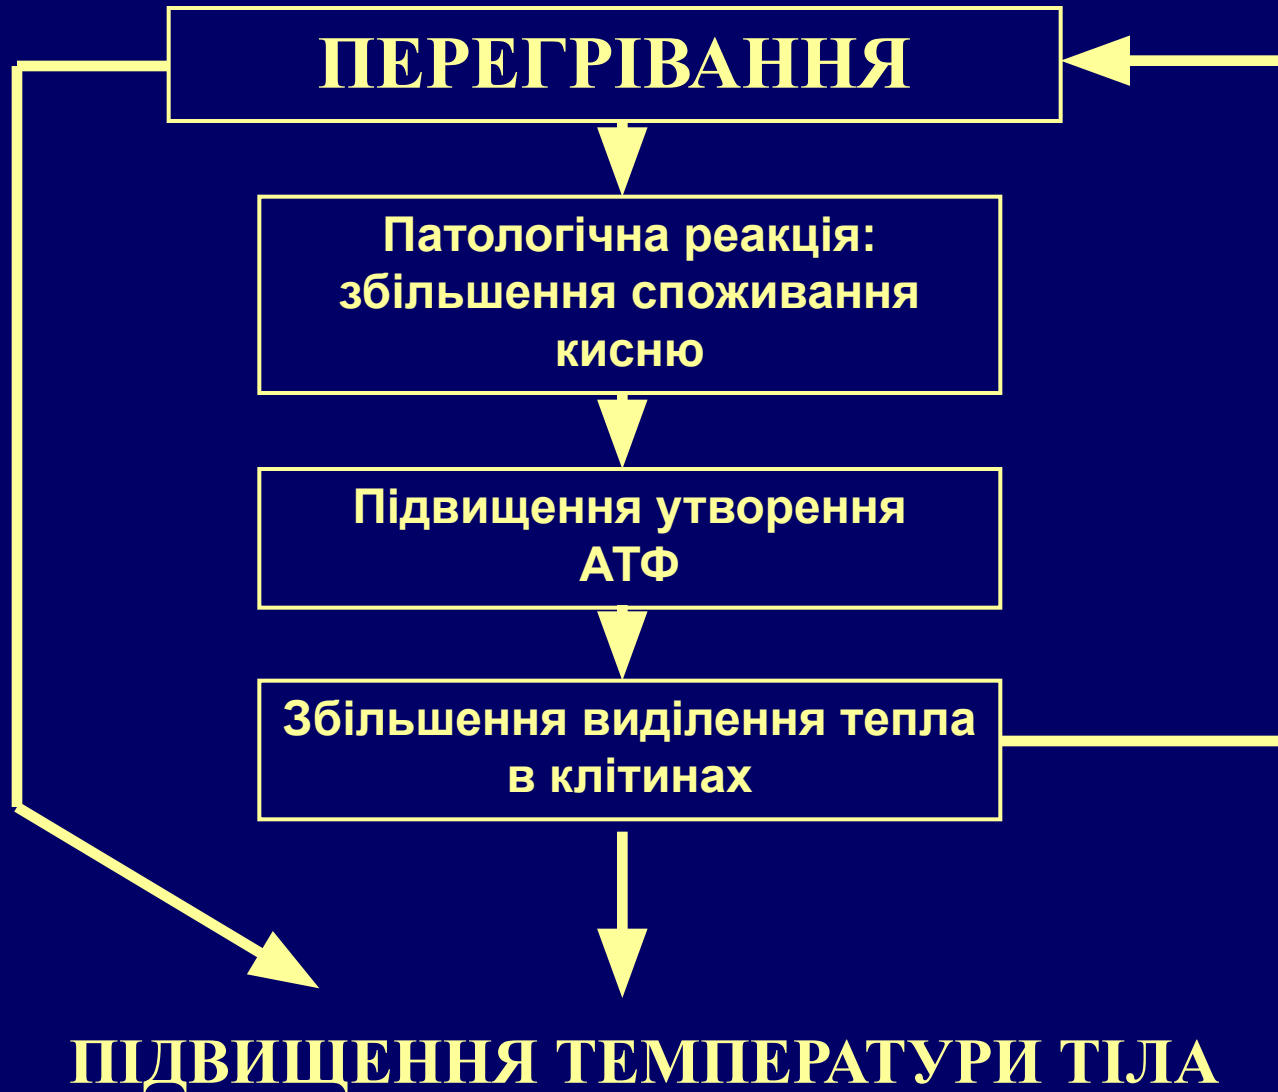 ПЕРЕГРІВАННЯ
Патологічна реакція:
збільшення споживання
кисню
Підвищення утворення
АТФ
Збільшення виділення тепла
в клітинах
ПІДВИЩЕННЯ ТЕМПЕРАТУРИ ТІЛА